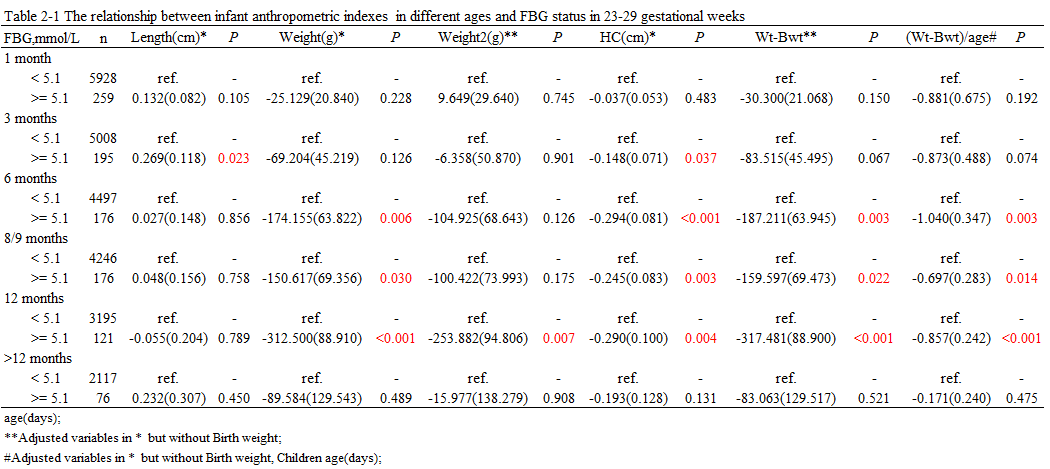 Table 2-1 The relationship between infant anthropometric indexes in different ages and FBG status in 23-29 gestational weeks
FBG,mmol/L n Length(cm)* P Weight(g)* P Weight2(g)** P HC(cm)* P Wt-Bwt** P (Wt-Bwt)/age# P
1 month
< 5.1 5928 ref. - ref. - ref. - ref. - ref. - ref. -
>= 5.1 259 0.132(0.082) 0.105 -25.129(20.840) 0.228 9.649(29.640) 0.745 -0.037(0.053) 0.483 -30.300(21.068) 0.150 -0.881(0.675) 0.192
3 months
< 5.1 5008 ref. - ref. - ref. - ref. - ref. - ref. -
>= 5.1 195 0.269(0.118) 0.023 -69.204(45.219) 0.126 -6.358(50.870) 0.901 -0.148(0.071) 0.037 -83.515(45.495) 0.067 -0.873(0.488) 0.074
6 months
< 5.1 4497 ref. - ref. - ref. - ref. - ref. - ref. -
>= 5.1 176 0.027(0.148) 0.856 -174.155(63.822) 0.006 -104.925(68.643) 0.126 -0.294(0.081) <0.001 -187.211(63.945) 0.003 -1.040(0.347) 0.003
8/9 months
< 5.1 4246 ref. - ref. - ref. - ref. - ref. - ref. -
>= 5.1 176 0.048(0.156) 0.758 -150.617(69.356) 0.030 -100.422(73.993) 0.175 -0.245(0.083) 0.003 -159.597(69.473) 0.022 -0.697(0.283) 0.014
12 months
< 5.1 3195 ref. - ref. - ref. - ref. - ref. - ref. -
>= 5.1 121 -0.055(0.204) 0.789 -312.500(88.910) <0.001 -253.882(94.806) 0.007 -0.290(0.100) 0.004 -317.481(88.900) <0.001 -0.857(0.242) <0.001
>12 months
< 5.1 2117 ref. - ref. - ref. - ref. - ref. - ref. -
>= 5.1 76 0.232(0.307) 0.450 -89.584(129.543) 0.489 -15.977(138.279) 0.908 -0.193(0.128) 0.131 -83.063(129.517) 0.521 -0.171(0.240) 0.475
age(days);
**Adjusted variables in * but without Birth weight;
#Adjusted variables in * but without Birth weight, Children age(days);